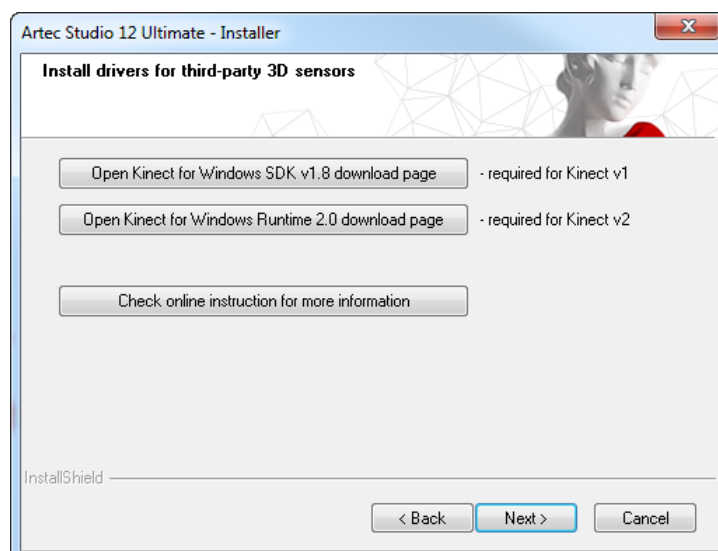 Artec Studio 12 Ultimate - Installer
Install drivers for third-party 3D sensors
Open Kinect for Windows SDK v1.8 download page - required for Kinect v1
Open Kinect for Windows Runtime 2.0 download page - required for Kinect v2
Check online instruction for more information
InstallShield
< Back Next > Cancel